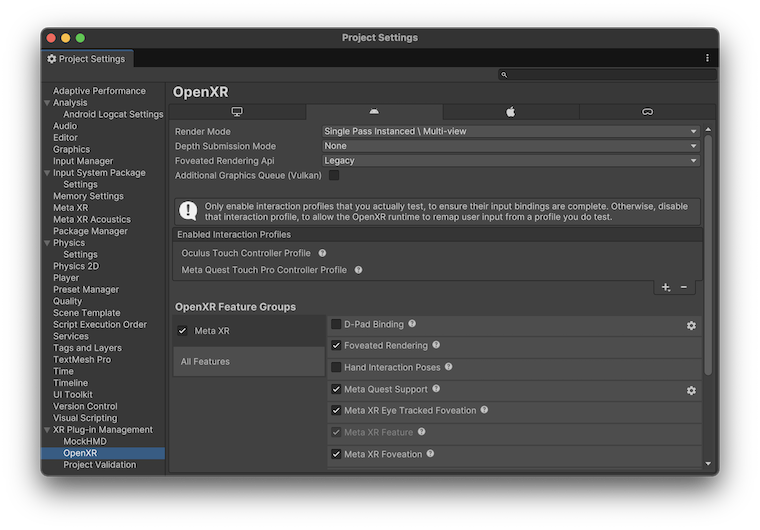 Project Settings
Project Settings
OpenXR
Adaptive Performance
Analysis
Android Logcat Settings
Audio
Editor
Graphics
Input Manager
Input System Package
Settings
Memory Settings
Meta XR
Meta XR Acoustics
Package Manager
Physics
Settings
Physics 2D
Player
Preset Manager
Quality
Scene Template
Script Execution Order
Services
Tags and Layers
TextMesh Pro
Time
Timeline
UI Toolkit
Version Control
Visual Scripting
XR Plug-in Management
MockHMD
OpenXR
Project Validation
Render Mode Single Pass Instanced \ Multi-view
Depth Submission Mode None
Foveated Rendering Api Legacy
Additional Graphics Queue (Vulkan)
Only enable interaction profiles that you actually test, to ensure their input bindings are complete. Otherwise, disable
that interaction profile, to allow the OpenXR runtime to remap user input from a profile you do test.
Enabled Interaction Profiles
Oculus Touch Controller Profile
Meta Quest Touch Pro Controller Profile
OpenXR Feature Groups
Meta XR
All Features
D-Pad Binding
Foveated Rendering
Hand Interaction Poses
Meta Quest Support
Meta XR Eye Tracked Foveation
Meta XR Feature
Meta XR Foveation